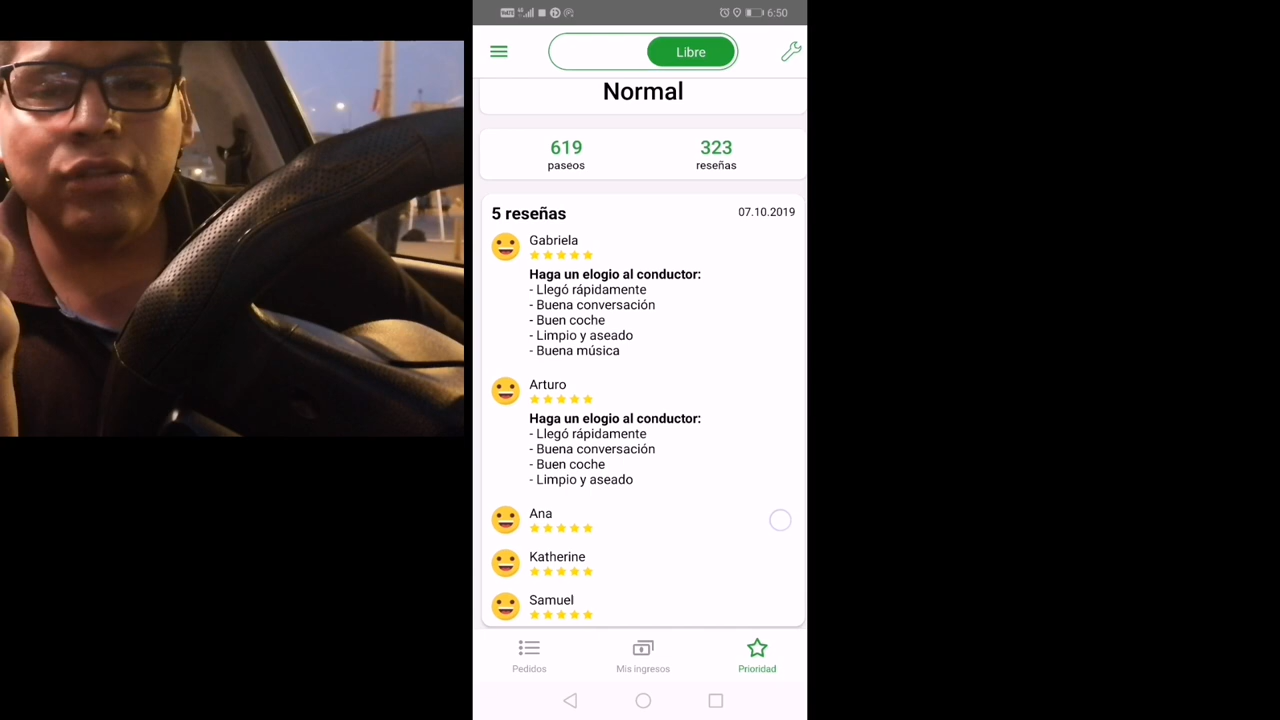 6:50
Libre
Normal
619
paseos
323
reseñas
5 reseñas
07.10.2019
Gabriela
Haga un elogio al conductor:
- Llegó rápidamente
- Buena conversación
- Buen coche
- Limpio y aseado
- Buena música
Arturo
Haga un elogio al conductor:
- Llegó rápidamente
- Buena conversación
- Buen coche
- Limpio y aseado
Ana
Katherine
Samuel
Pedidos
Mis ingresos
Prioridad